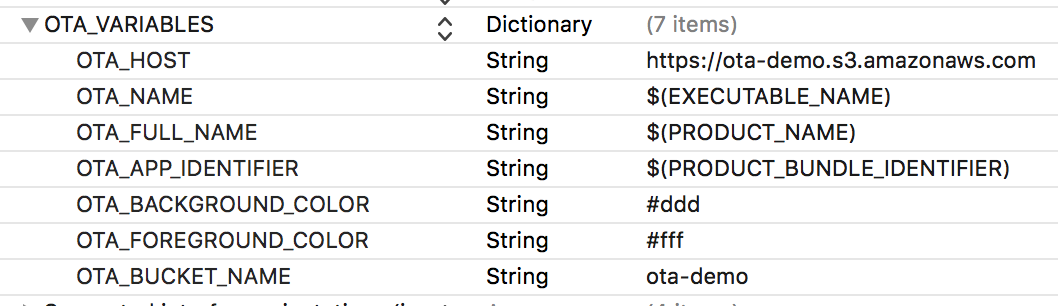 OTA_VARIABLES Dictionary (7 items)
OTA_HOST String https://ota-demo.s3.amazonaws.com
OTA_NAME String $(EXECUTABLE_NAME)
OTA_FULL_NAME String $(PRODUCT_NAME)
OTA_APP_IDENTIFIER String $(PRODUCT_BUNDLE_IDENTIFIER)
OTA_BACKGROUND_COLOR String #ddd
OTA_FOREGROUND_COLOR String #fff
OTA_BUCKET_NAME String ota-demo